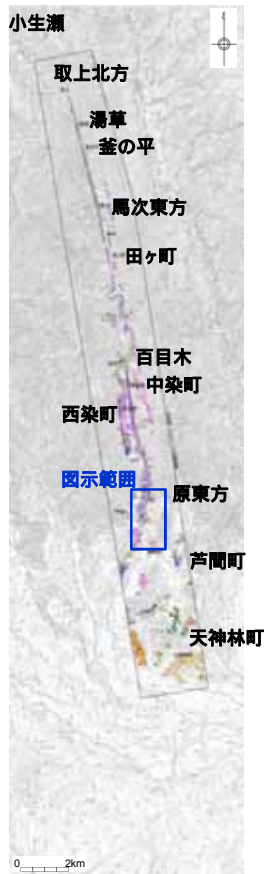 小生瀬
取上北方
湯草
釜の平
馬次東方
田ヶ町
百目木
中染町
西染町
図示範囲
原東方
芦間町
天神林町
0 2km